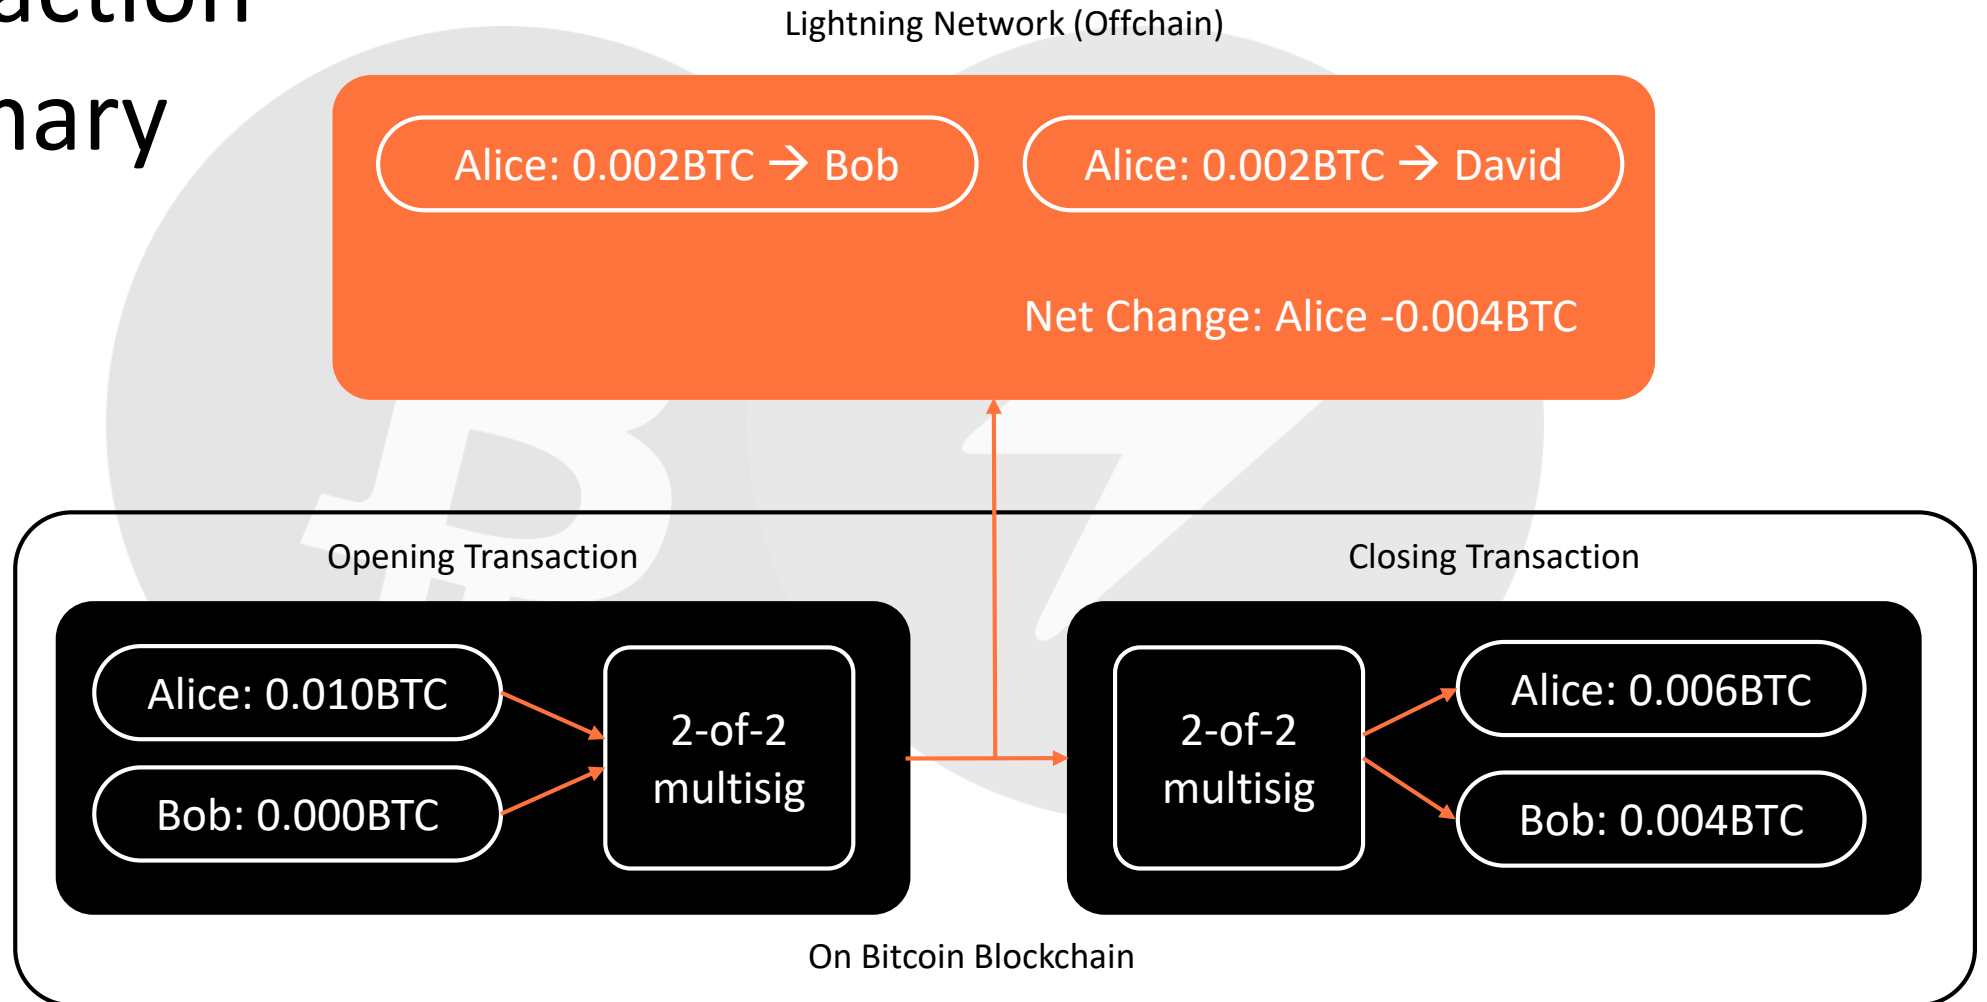 Lightning Network (Offchain)
Alice: 0.002BTC → Bob
Alice: 0.002BTC → David
Net Change: Alice -0.004BTC
Opening Transaction
Closing Transaction
Alice: 0.010BTC
Bob: 0.000BTC
2-of-2
multisig
2-of-2
multisig
Alice: 0.006BTC
Bob: 0.004BTC
On Bitcoin Blockchain